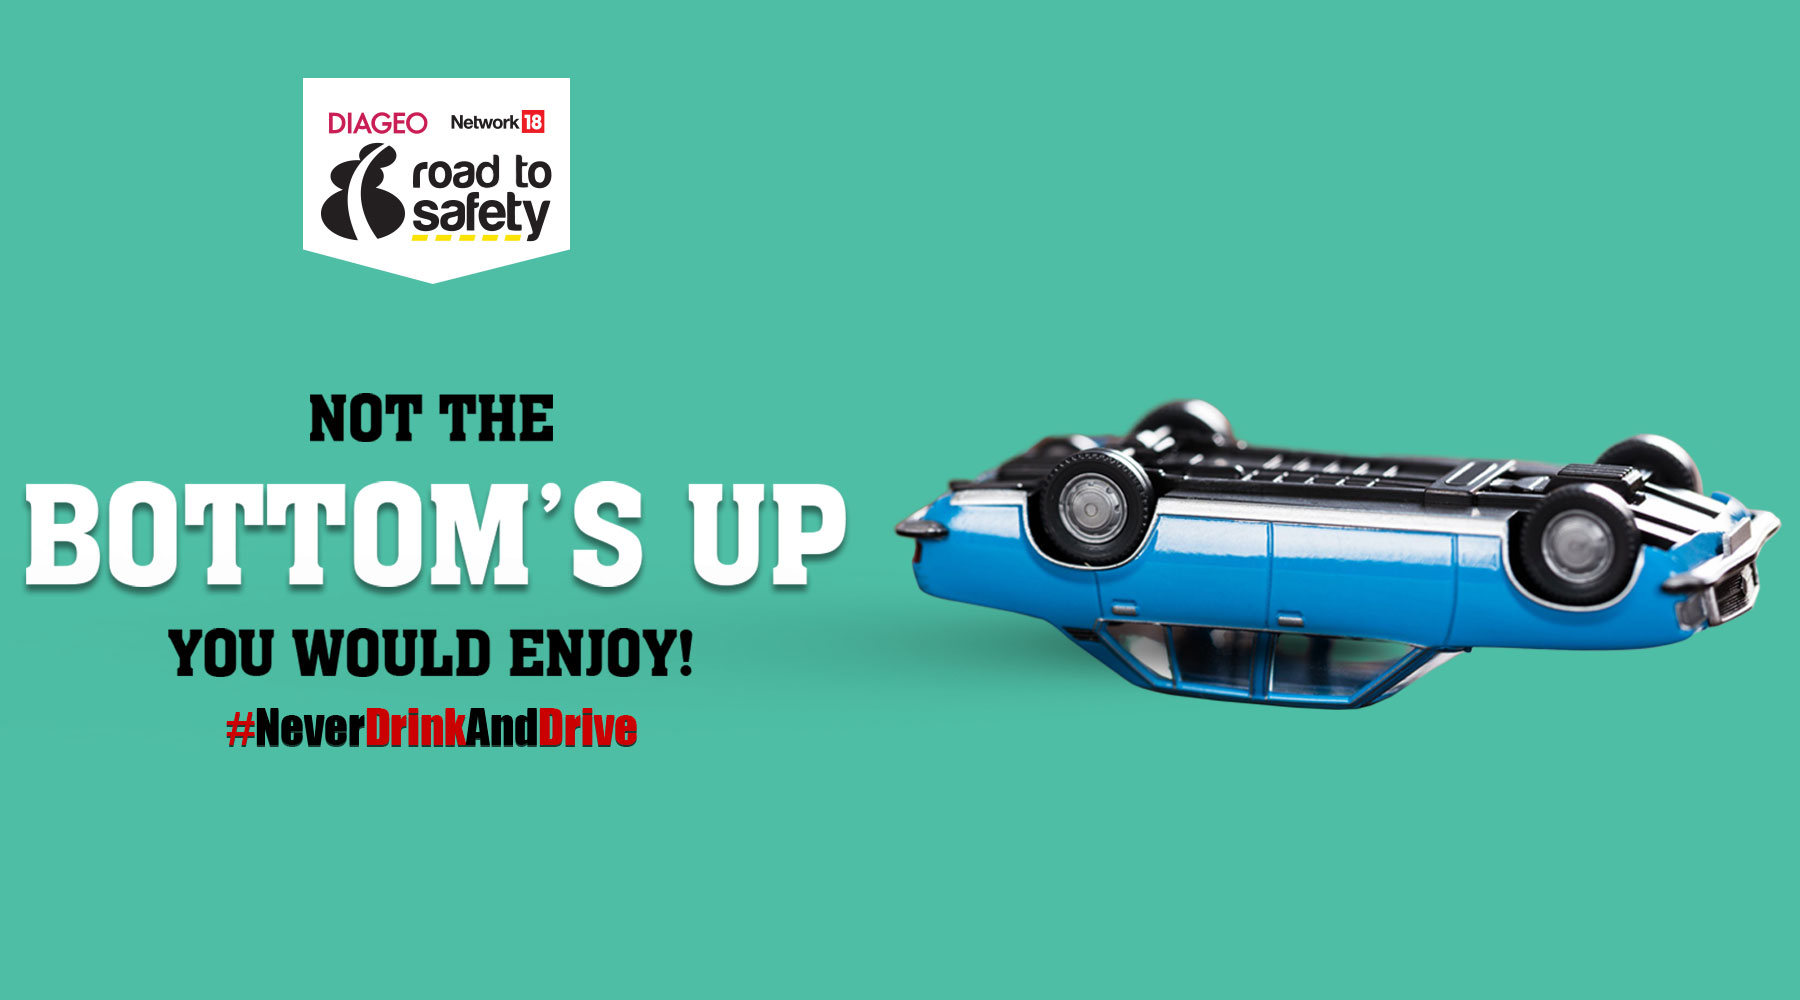 DIAGEO Network18
road to
safety
NOT THE
BOTTOM'S UP
YOU WOULD ENJOY!
#NeverDrinkAndDrive